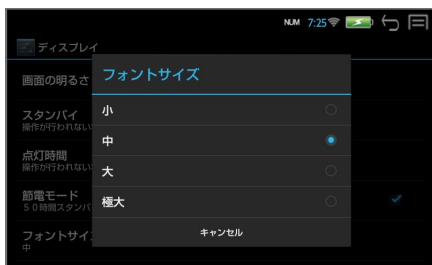 NUM 7:25
ディスプレイ
画面の明るさ
フォントサイズ
スタンバイ
操作が行われない
小
中
点灯時間
操作が行われない
大
節電モード
50時間スタンバ
極大
フォントサイ
中
キャンセル